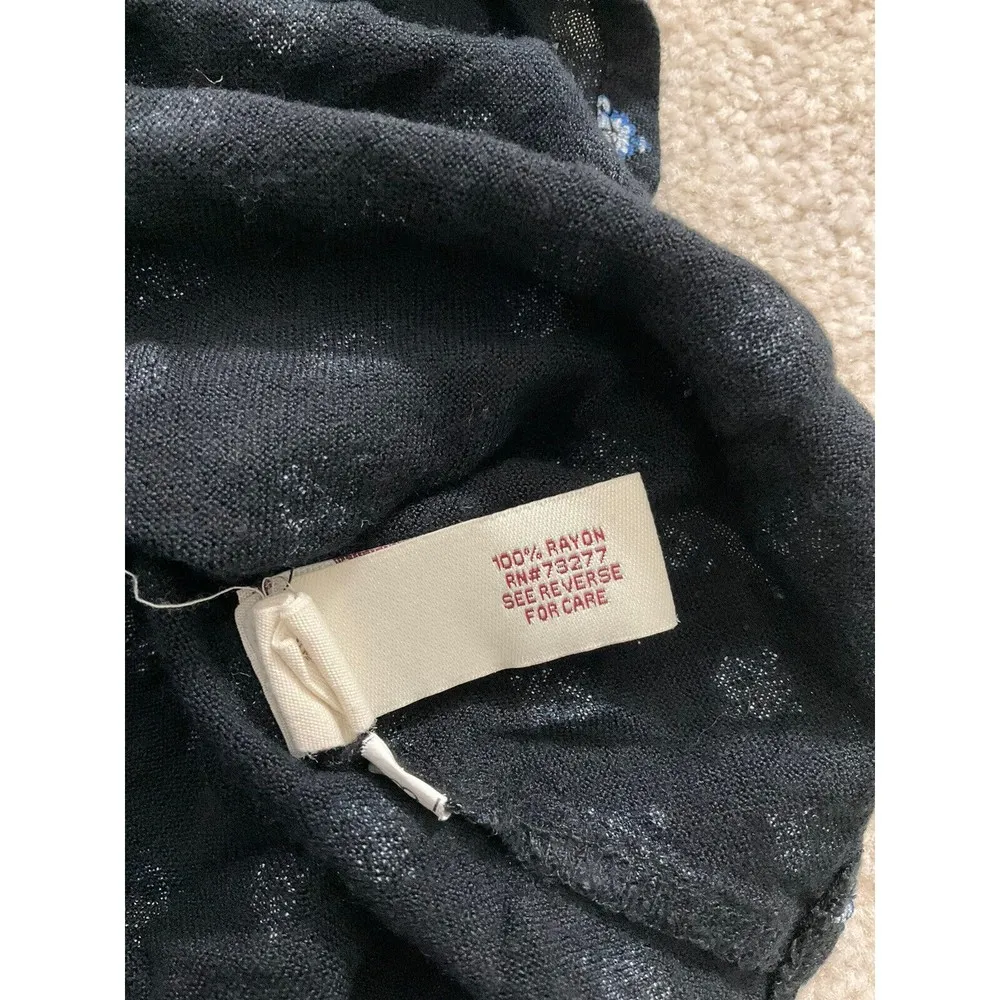 100% RAYON
RN#73277
SEE REVERSE
FOR CARE